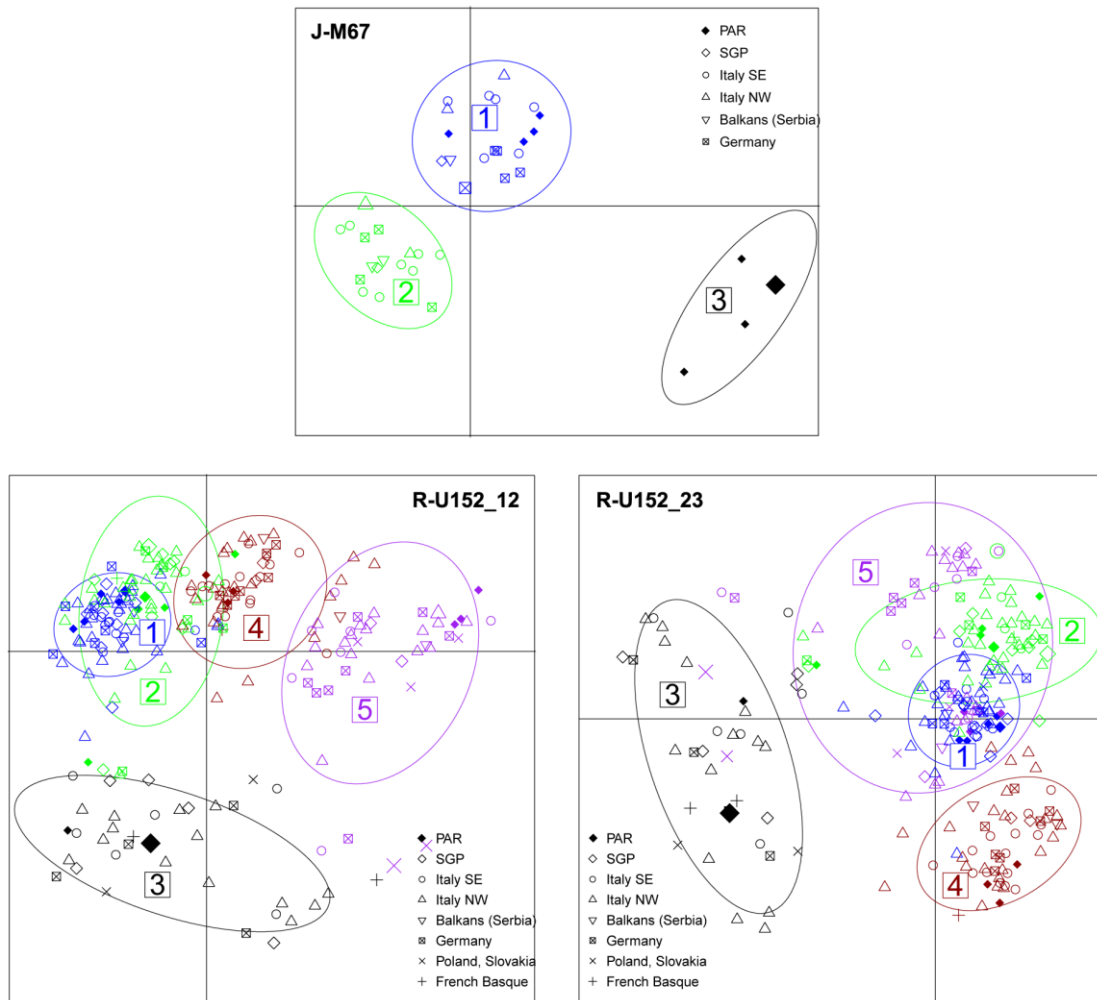 J-M67
PAR
SGP
Italy SE
Italy NW
Balkans (Serbia)
Germany
1
2
3
R-U152_12
1
2
3
4
5
PAR
SGP
Italy SE
Italy NW
Balkans (Serbia)
Germany
Poland, Slovakia
French Basque
R-U152_23
5
2
3
1
4
PAR
SGP
Italy SE
Italy NW
Balkans (Serbia)
Germany
Poland, Slovakia
French Basque